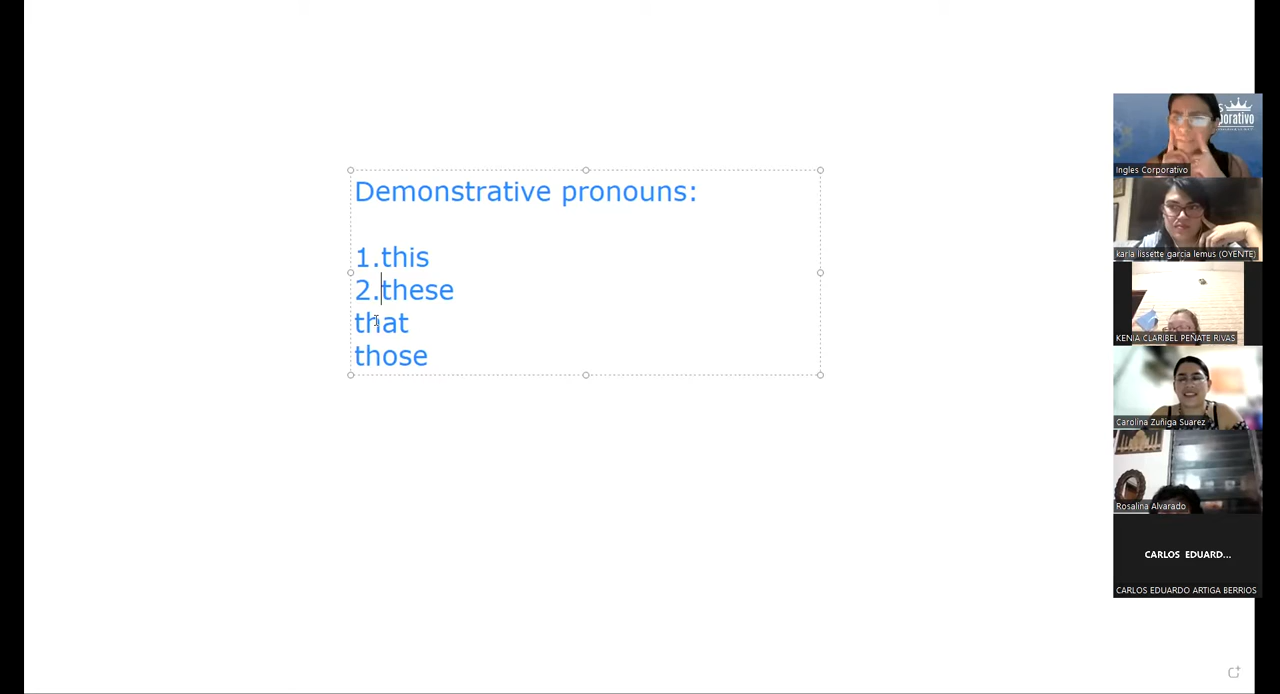 Demonstrative pronouns:
1.this
2.these
that
those
orativo
Ingles Corporativo
karla lissette garcia lemus (OYENTE)
KENIA CLARIBEL PEÑATE RIVAS
Carolina Zuñiga Suarez
Rosalina Alvarado
CARLOS EDUARD...
CARLOS EDUARDO ARTIGA BERRIOS